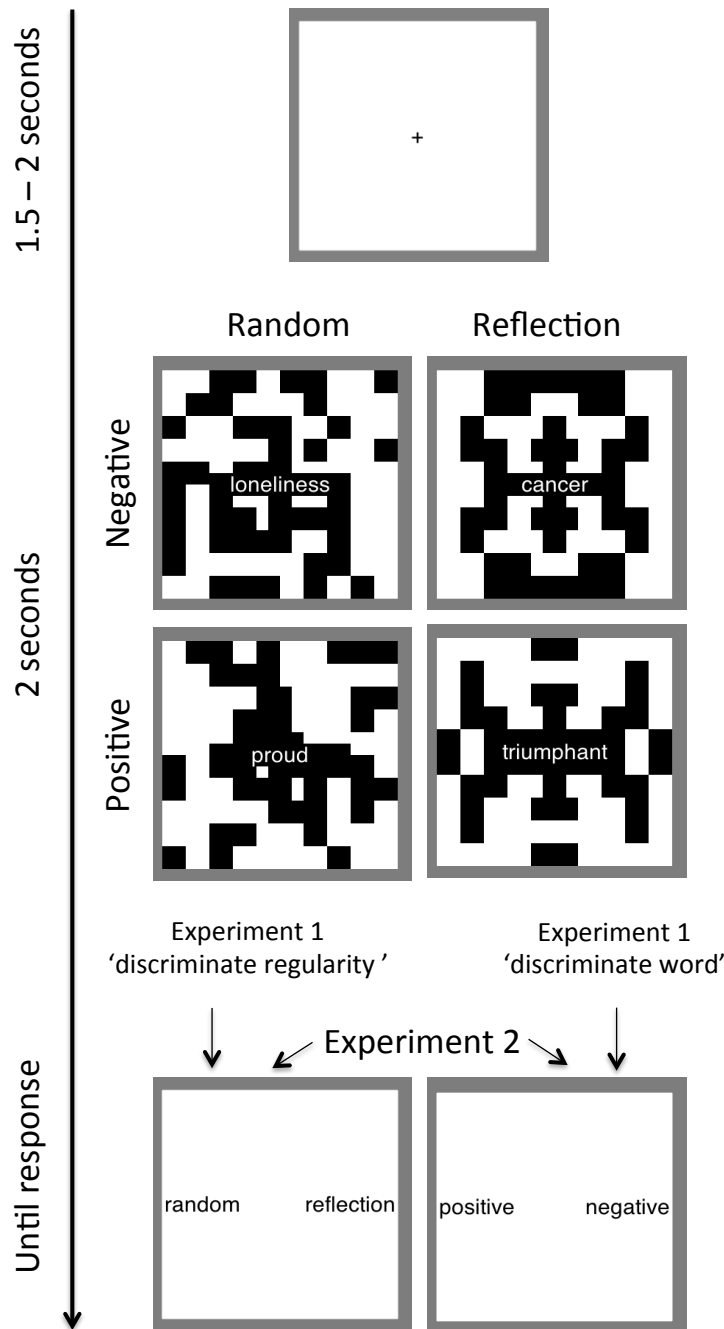 1.5 – 2 seconds
+
Random
Reflection
Negative
loneliness
cancer
2 seconds
Positive
proud
triumphant
Experiment 1
'discriminate regularity '
Experiment 1
'discriminate word'
Experiment 2
Until response
random
reflection
positive
negative